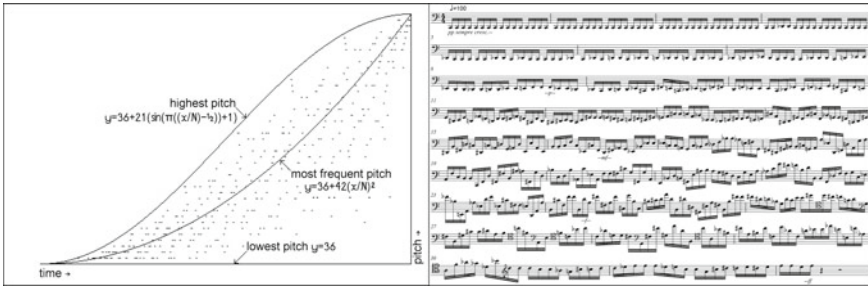 highest pitch
y=36+21(sin(π((x/N)-½))+1)
most frequent pitch
y=36+42(x/N)²
lowest pitch y=36
time →
pitch →
♩=100
pp sempre cresc.